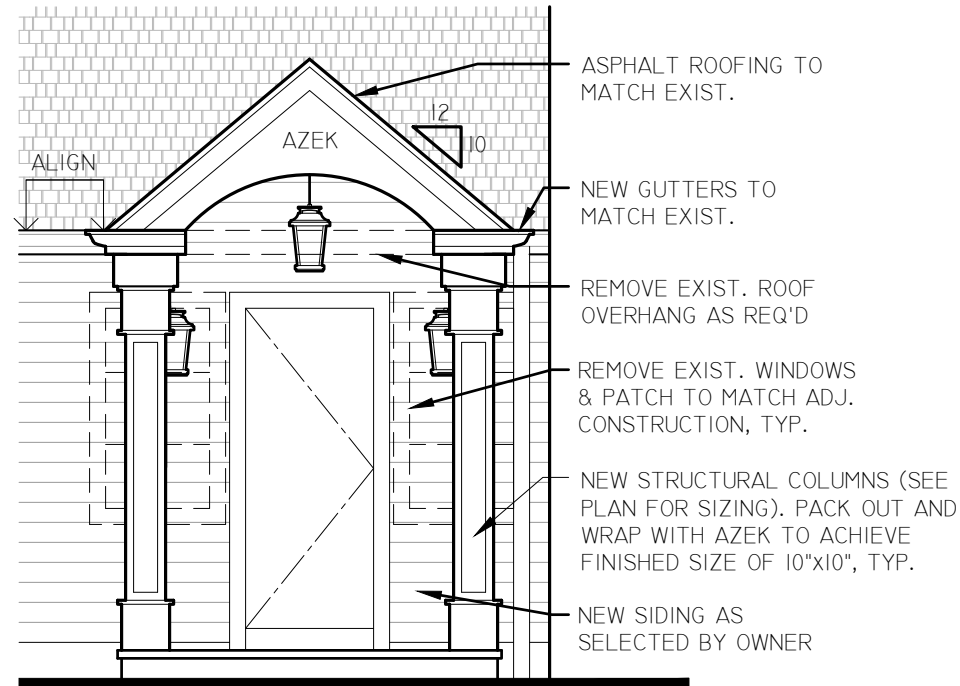 ASPHALT ROOFING TO
MATCH EXIST.
12
10
AZEK
ALIGN
NEW GUTTERS TO
MATCH EXIST.
REMOVE EXIST. ROOF
OVERHANG AS REQ'D
REMOVE EXIST. WINDOWS
& PATCH TO MATCH ADJ.
CONSTRUCTION, TYP.
NEW STRUCTURAL COLUMNS (SEE
PLAN FOR SIZING). PACK OUT AND
WRAP WITH AZEK TO ACHIEVE
FINISHED SIZE OF 10"x10", TYP.
NEW SIDING AS
SELECTED BY OWNER